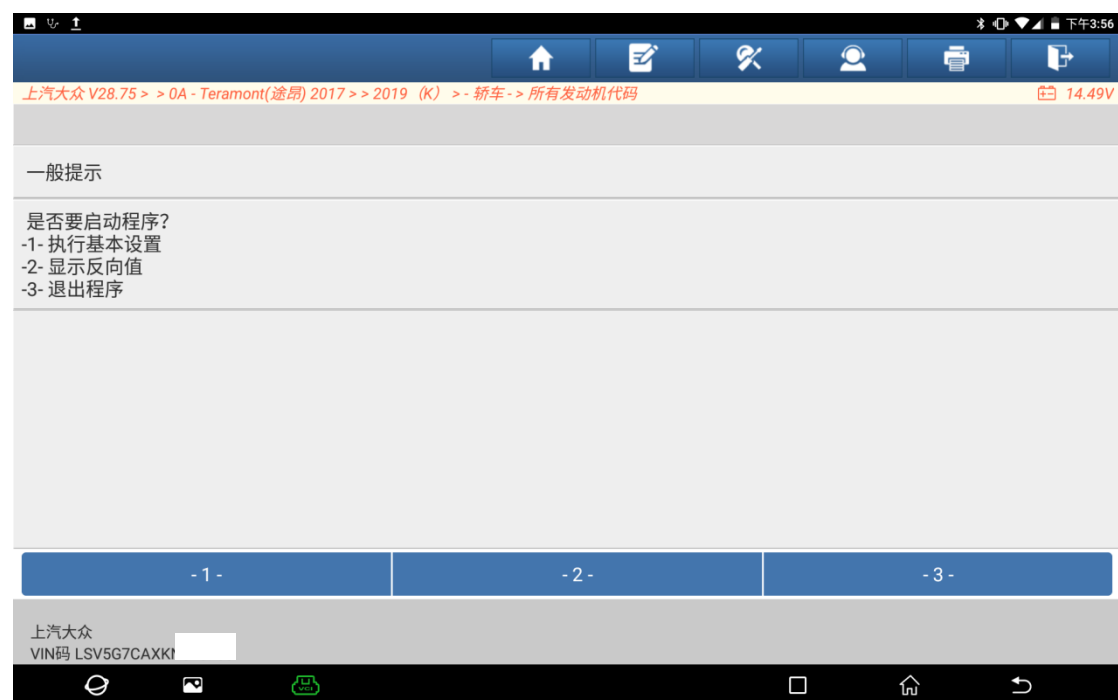 下午3:56
上汽大众 V28.75 > > 0A - Teramont(途昂) 2017 > > 2019（K） > - 轿车 - > 所有发动机代码
14.49V
一般提示
是否要启动程序？
-1- 执行基本设置
-2- 显示反向值
-3- 退出程序
- 1 -
- 2 -
- 3 -
上汽大众
VIN码 LSV5G7CAXK
VCI